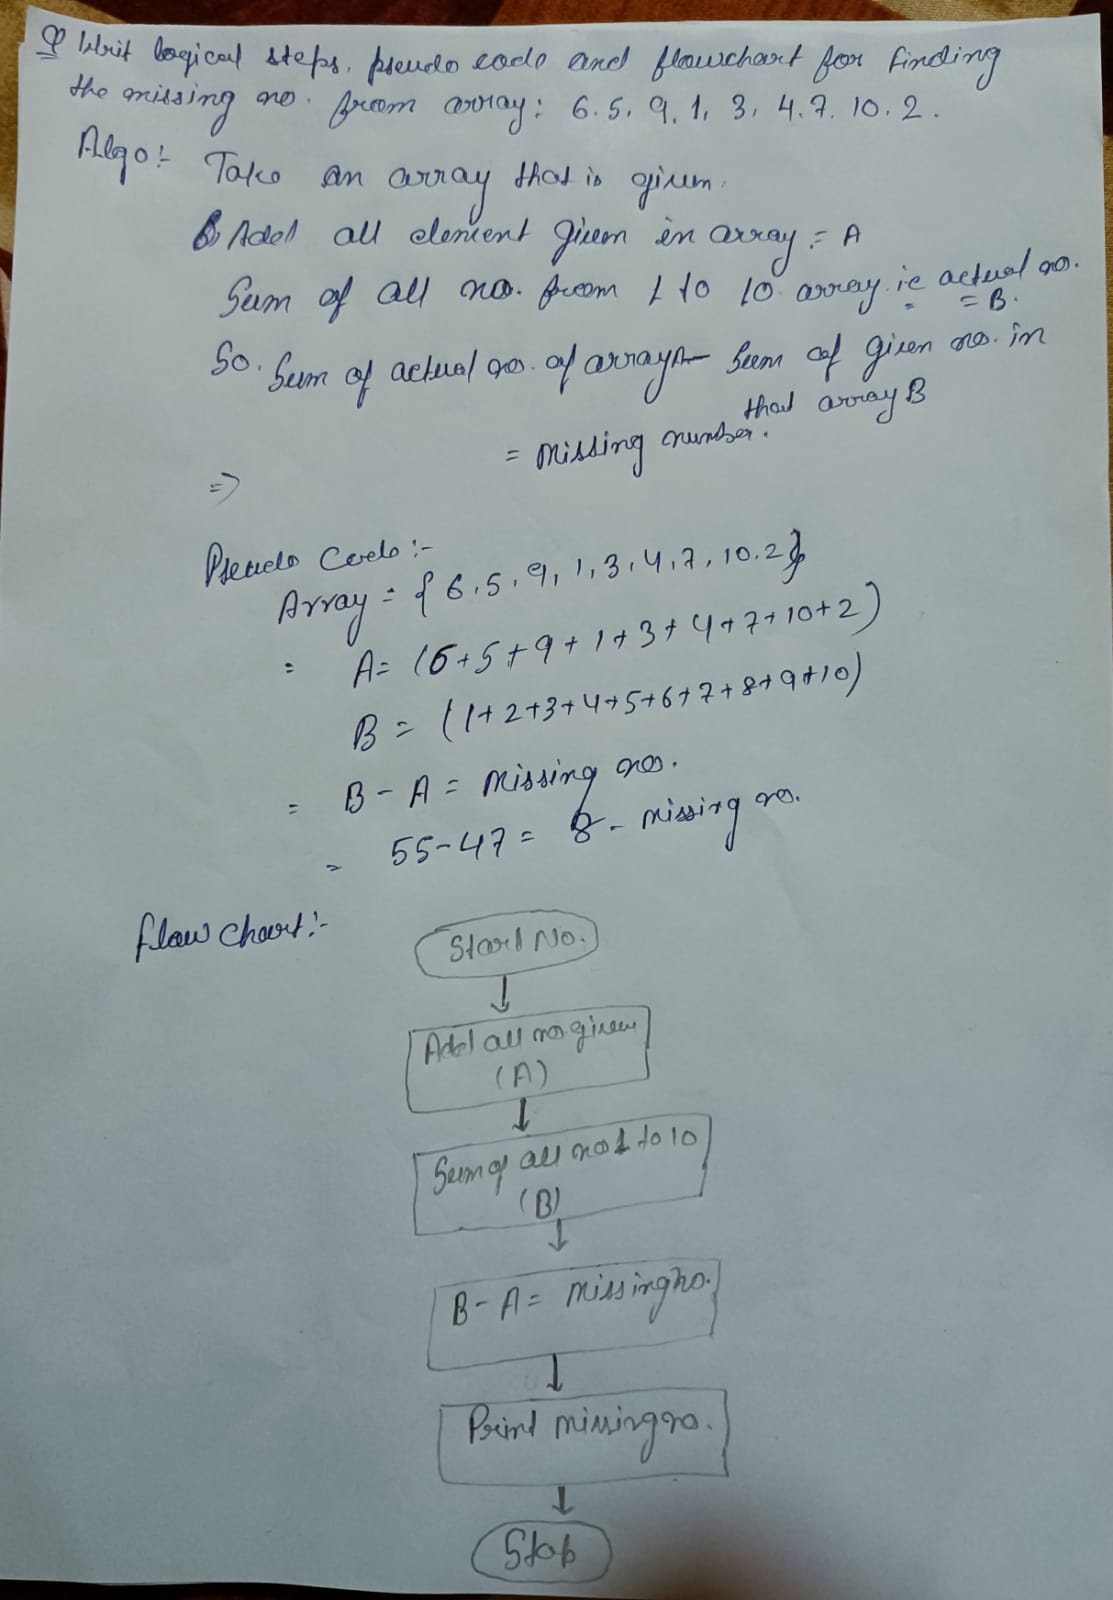 Q Writ logical steps, pseudo code and flowchart for finding
the missing no. from array: 6.5, 9, 1, 3, 4.7. 10.2.
Algo:- Take an array that is given.
Add all element given in array = A
Sum of all no. from 1 to 10 array ie actual no.
= B.
So. Sum of actual no. of array - Sum of given no. in
that array B
= missing number.
=>
Pseudo Code :-
Array = { 6.5, 9, 1, 3, 4, 7, 10.2}
= A= (6+5+9+1+3+4+7+10+2)
B = (1+2+3+4+5+6+7+8+9+10)
= B - A = missing no.
= 55-47= 8 - missing no.
flow chart:-
Start No.
Add all no. given
(A)
Sum of all no 1 to 10
(B)
B - A = missing no.
Print missing no.
Stop